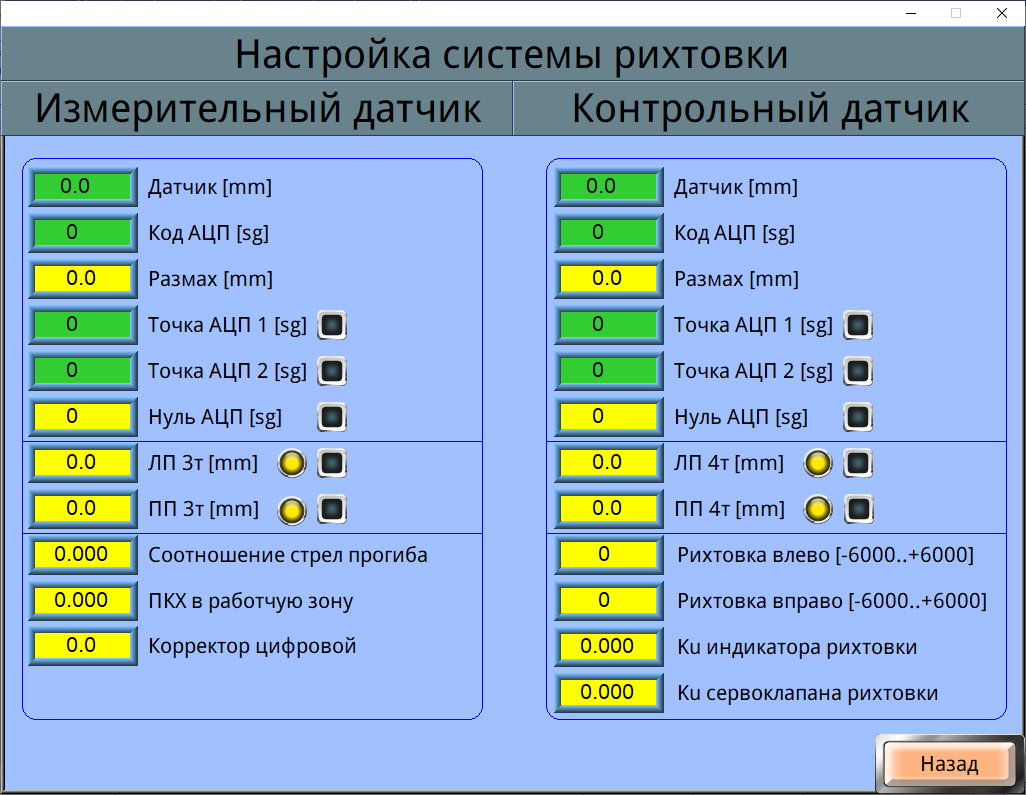 Настройка системы рихтовки
Измерительный датчик
Контрольный датчик
0.0 Датчик [mm]
0 Код АЦП [sg]
0.0 Размах [mm]
0 Точка АЦП 1 [sg]
0 Точка АЦП 2 [sg]
0 Нуль АЦП [sg]
0.0 ЛП 3т [mm]
0.0 ПП 3т [mm]
0.000 Соотношение стрел прогиба
0.000 ПКХ в работчую зону
0.0 Корректор цифровой
0.0 Датчик [mm]
0 Код АЦП [sg]
0.0 Размах [mm]
0 Точка АЦП 1 [sg]
0 Точка АЦП 2 [sg]
0 Нуль АЦП [sg]
0.0 ЛП 4т [mm]
0.0 ПП 4т [mm]
0 Рихтовка влево [-6000..+6000]
0 Рихтовка вправо [-6000..+6000]
0.000 Ku индикатора рихтовки
0.000 Ku сервоклапана рихтовки
Назад